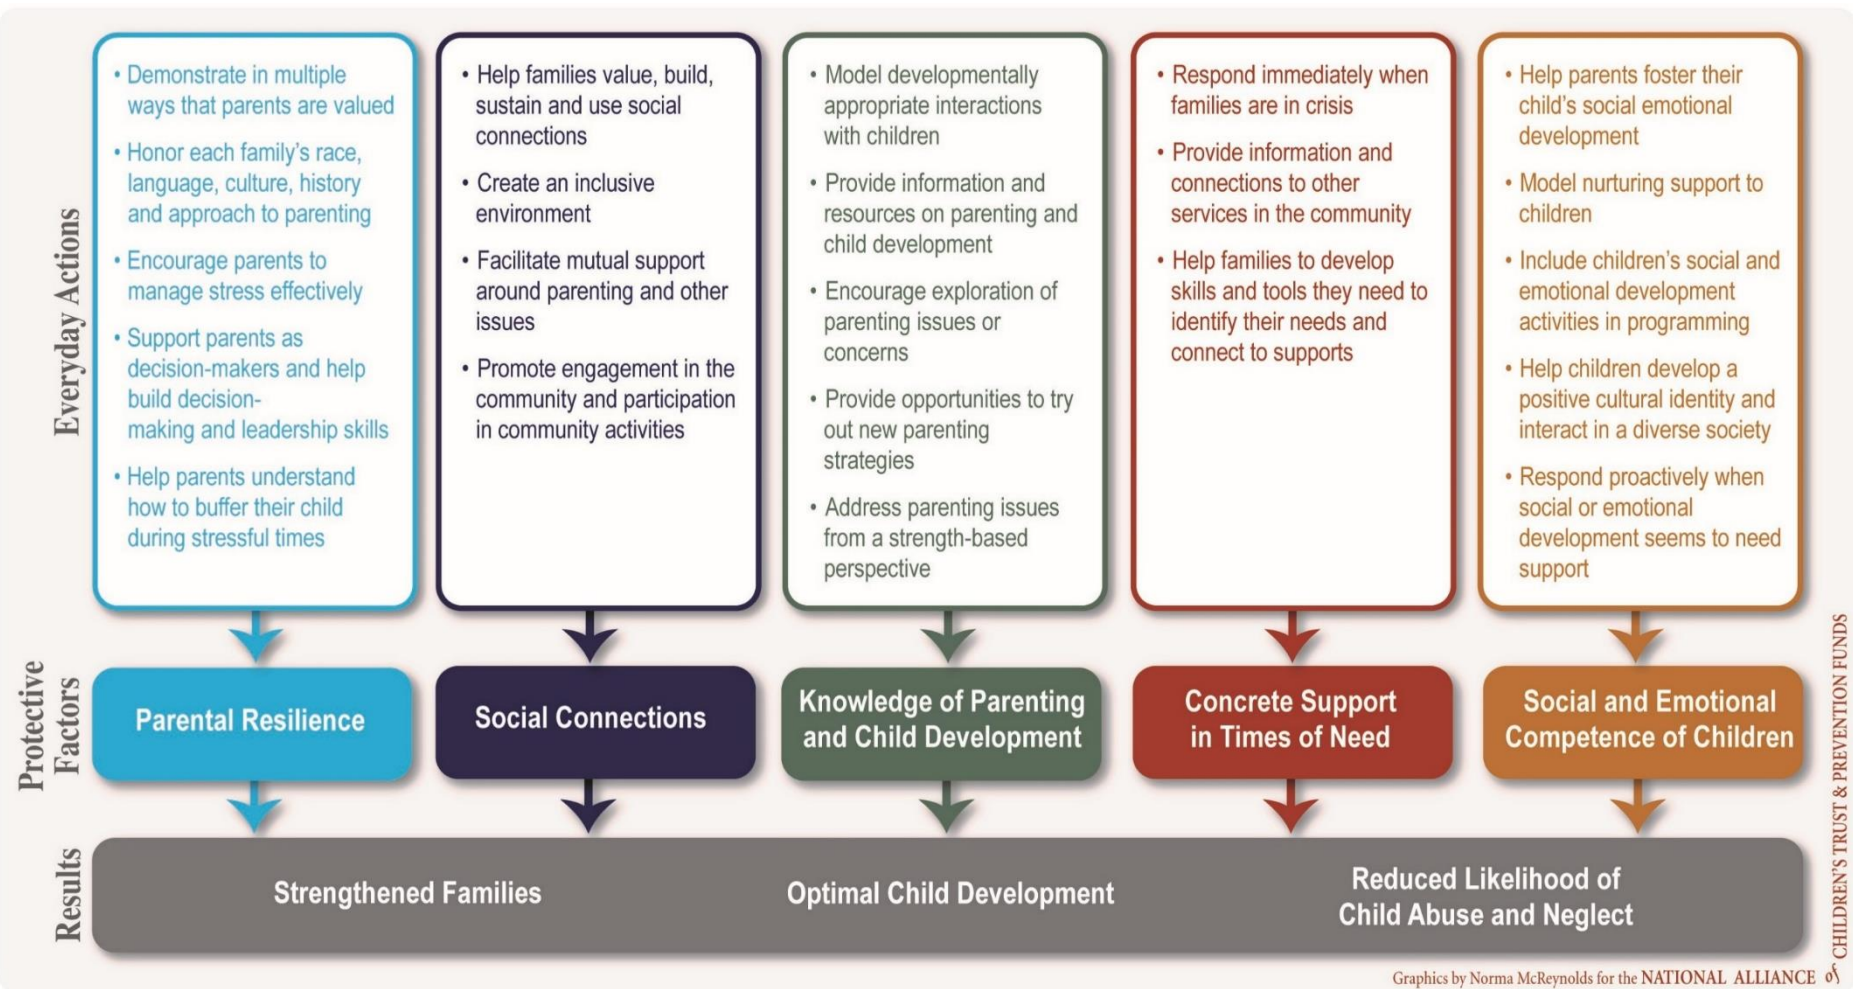 Everyday Actions
• Demonstrate in multiple
ways that parents are valued
• Honor each family’s race,
language, culture, history
and approach to parenting
• Encourage parents to
manage stress effectively
• Support parents as
decision-makers and help
build decision-
making and leadership skills
• Help parents understand
how to buffer their child
during stressful times
• Help families value, build,
sustain and use social
connections
• Create an inclusive
environment
• Facilitate mutual support
around parenting and other
issues
• Promote engagement in the
community and participation
in community activities
• Model developmentally
appropriate interactions
with children
• Provide information and
resources on parenting and
child development
• Encourage exploration of
parenting issues or
concerns
• Provide opportunities to try
out new parenting
strategies
• Address parenting issues
from a strength-based
perspective
• Respond immediately when
families are in crisis
• Provide information and
connections to other
services in the community
• Help families to develop
skills and tools they need to
identify their needs and
connect to supports
• Help parents foster their
child’s social emotional
development
• Model nurturing support to
children
• Include children’s social and
emotional development
activities in programming
• Help children develop a
positive cultural identity and
interact in a diverse society
• Respond proactively when
social or emotional
development seems to need
support
Protective
Factors
Parental Resilience
Social Connections
Knowledge of Parenting
and Child Development
Concrete Support
in Times of Need
Social and Emotional
Competence of Children
Results
Strengthened Families
Optimal Child Development
Reduced Likelihood of
Child Abuse and Neglect
Graphics by Norma McReynolds for the NATIONAL ALLIANCE of
CHILDREN’S TRUST & PREVENTION FUNDS